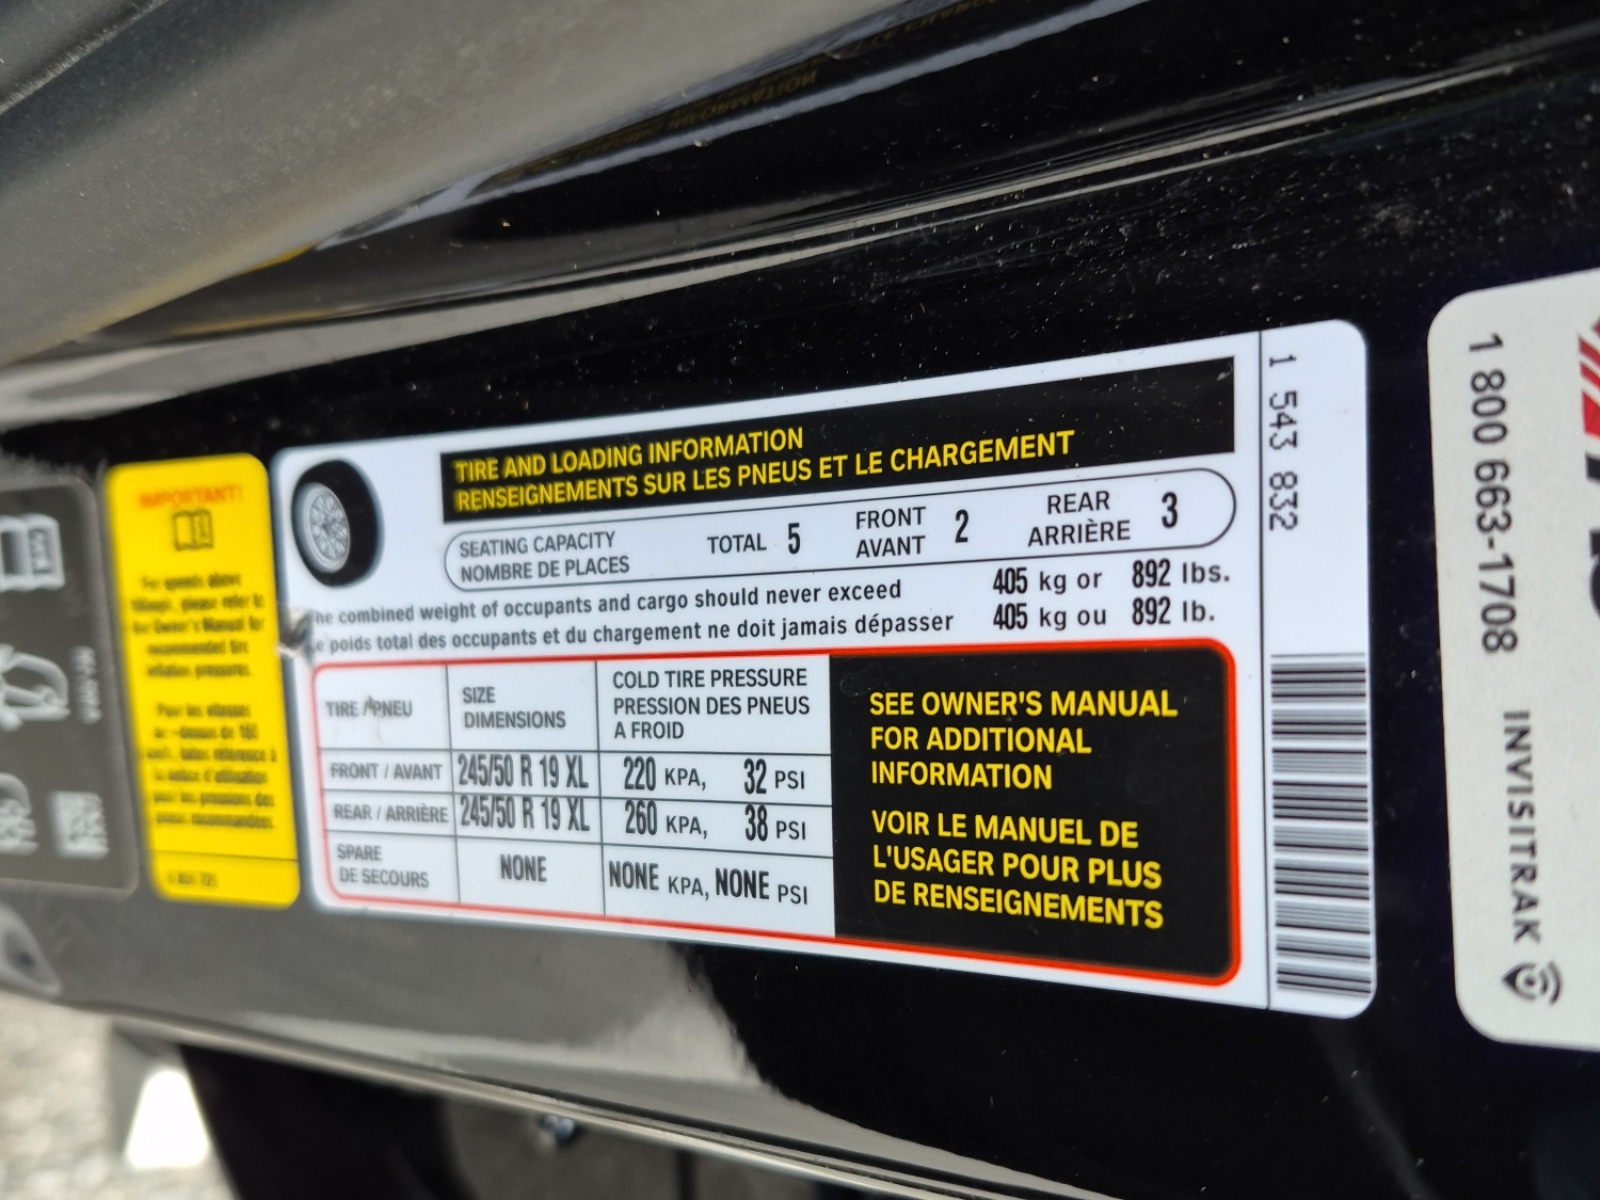 IMPORTANT!
TIRE AND LOADING INFORMATION
RENSEIGNEMENTS SUR LES PNEUS ET LE CHARGEMENT
SEATING CAPACITY
NOMBRE DE PLACES
TOTAL 5
FRONT
AVANT
2
REAR
ARRIÈRE
3
The combined weight of occupants and cargo should never exceed 405 kg or 892 lbs.
poids total des occupants et du chargement ne doit jamais dépasser 405 kg ou 892 lb.
TIRE / PNEU
SIZE
DIMENSIONS
COLD TIRE PRESSURE
PRESSION DES PNEUS
A FROID
FRONT / AVANT 245/50 R 19 XL 220 KPA, 32 PSI
REAR / ARRIÈRE 245/50 R 19 XL 260 KPA, 38 PSI
SPARE
DE SECOURS
NONE
NONE KPA, NONE PSI
SEE OWNER'S MANUAL
FOR ADDITIONAL
INFORMATION
VOIR LE MANUEL DE
L'USAGER POUR PLUS
DE RENSEIGNEMENTS
1 543 832
1 800 663-1708 INVISITRAK